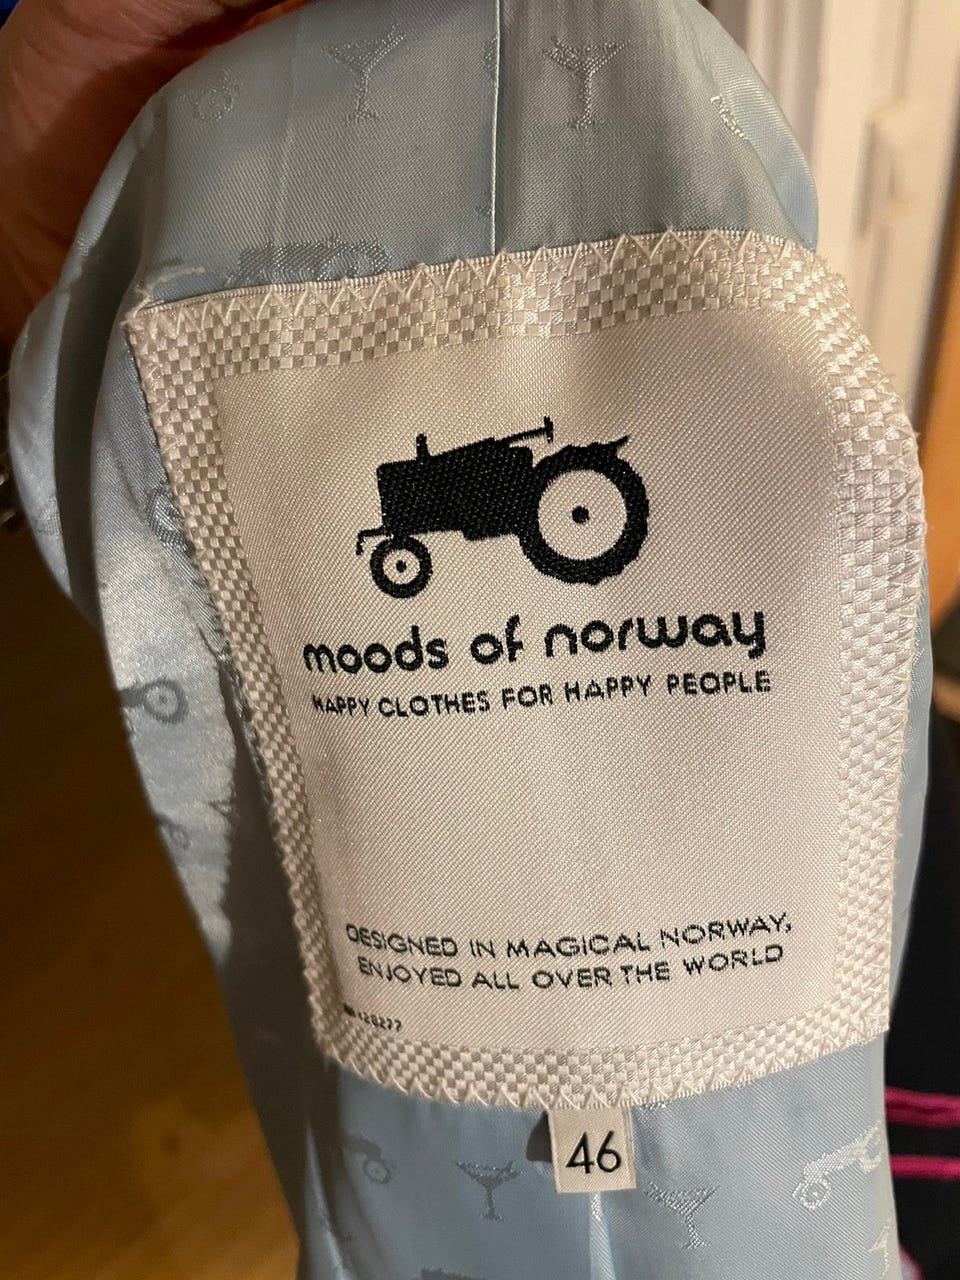 moods of norway
HAPPY CLOTHES FOR HAPPY PEOPLE
DESIGNED IN MAGICAL NORWAY,
ENJOYED ALL OVER THE WORLD
46